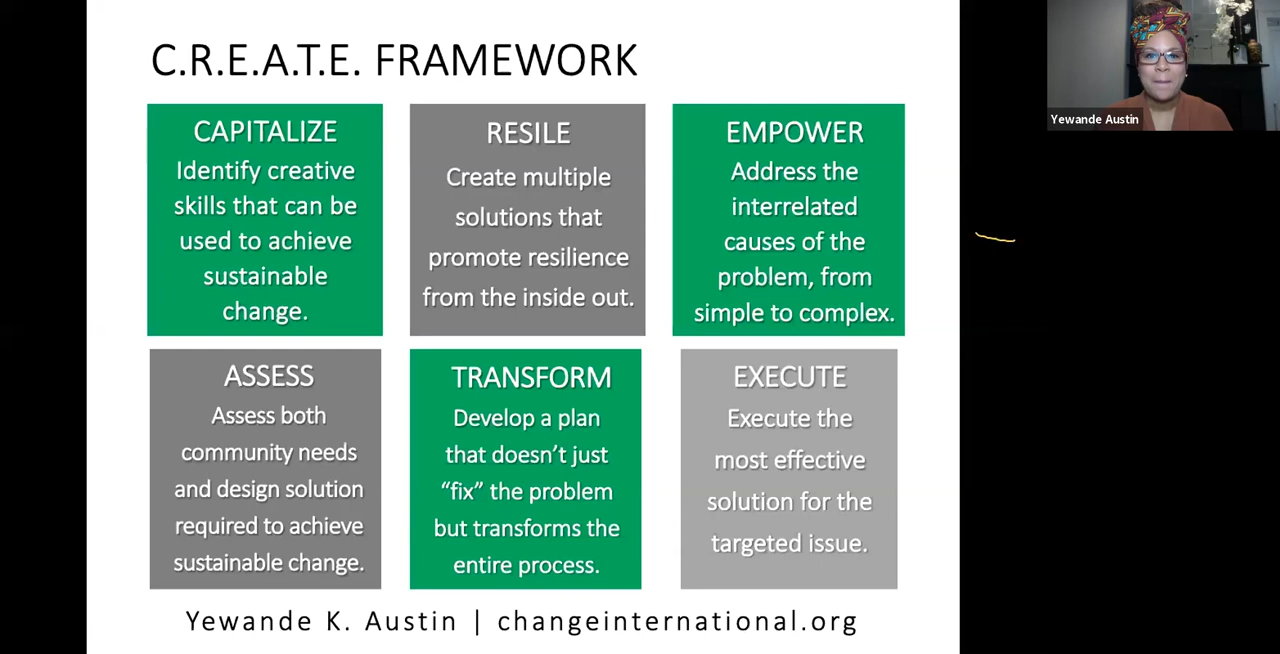 C.R.E.A.T.E. FRAMEWORK
CAPITALIZE
Identify creative
skills that can be
used to achieve
sustainable
change.
RESILE
Create multiple
solutions that
promote resilience
from the inside out.
EMPOWER
Address the
interrelated
causes of the
problem, from
simple to complex.
ASSESS
Assess both
community needs
and design solution
required to achieve
sustainable change.
TRANSFORM
Develop a plan
that doesn’t just
“fix” the problem
but transforms the
entire process.
EXECUTE
Execute the
most effective
solution for the
targeted issue.
Yewande K. Austin | changeinternational.org
Yewande Austin